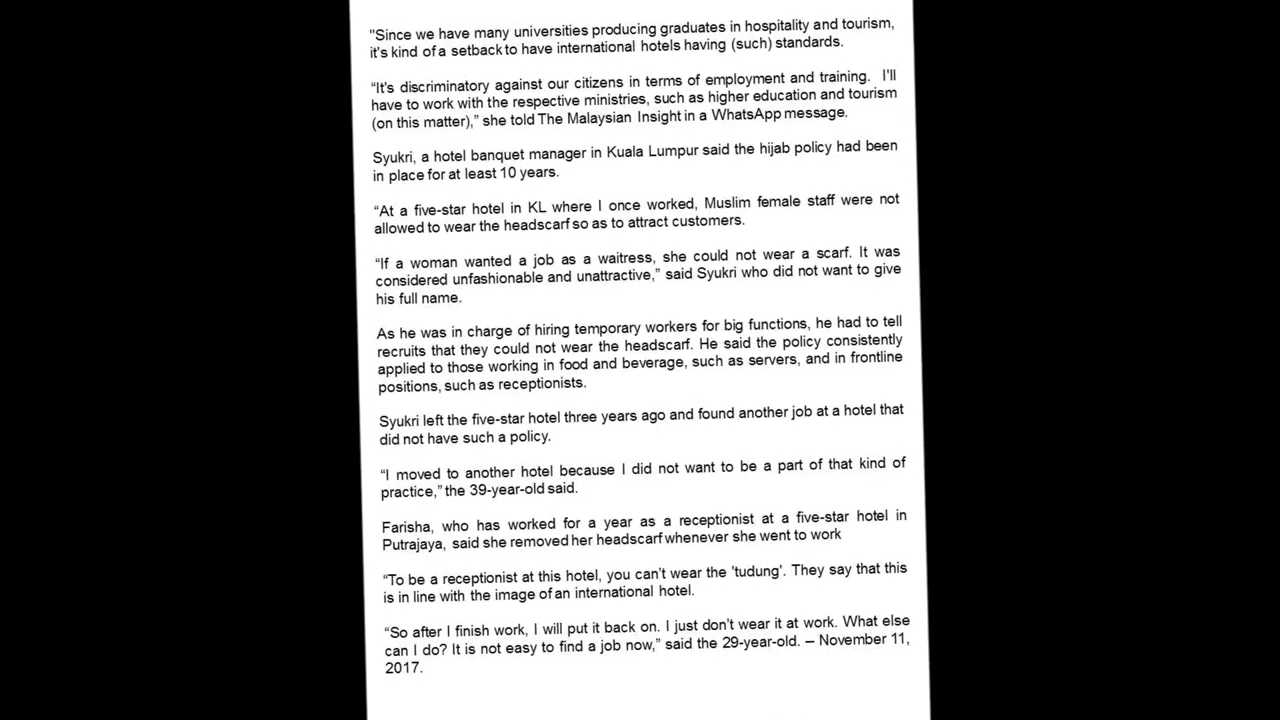 "Since we have many universities producing graduates in hospitality and tourism,
it's kind of a setback to have international hotels having (such) standards.
“It's discriminatory against our citizens in terms of employment and training. I'll
have to work with the respective ministries, such as higher education and tourism
(on this matter),” she told The Malaysian Insight in a WhatsApp message.
Syukri, a hotel banquet manager in Kuala Lumpur said the hijab policy had been
in place for at least 10 years.
“At a five-star hotel in KL where I once worked, Muslim female staff were not
allowed to wear the headscarf so as to attract customers.
“If a woman wanted a job as a waitress, she could not wear a scarf. It was
considered unfashionable and unattractive,” said Syukri who did not want to give
his full name.
As he was in charge of hiring temporary workers for big functions, he had to tell
recruits that they could not wear the headscarf. He said the policy consistently
applied to those working in food and beverage, such as servers, and in frontline
positions, such as receptionists.
Syukri left the five-star hotel three years ago and found another job at a hotel that
did not have such a policy.
“I moved to another hotel because I did not want to be a part of that kind of
practice,” the 39-year-old said.
Farisha, who has worked for a year as a receptionist at a five-star hotel in
Putrajaya, said she removed her headscarf whenever she went to work
“To be a receptionist at this hotel, you can’t wear the 'tudung'. They say that this
is in line with the image of an international hotel.
“So after I finish work, I will put it back on. I just don’t wear it at work. What else
can I do? It is not easy to find a job now,” said the 29-year-old. – November 11,
2017.